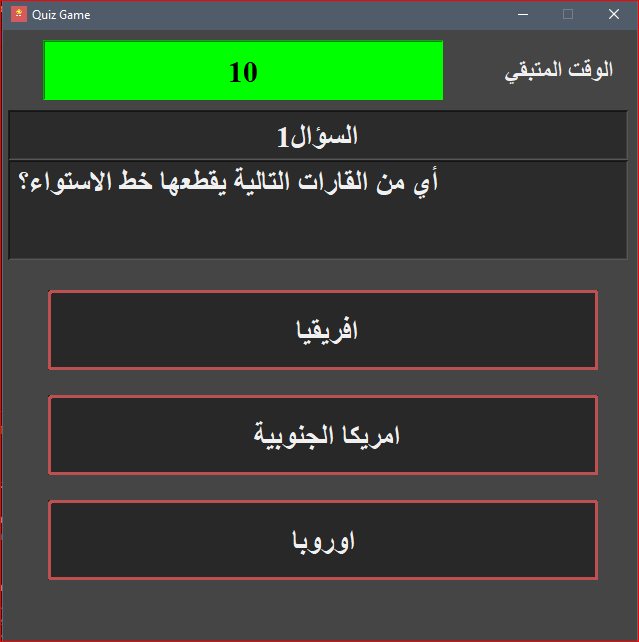 Quiz Game
الوقت المتبقي
10
السؤال1
أي من القارات التالية يقطعها خط الاستواء؟
افريقيا
امريكا الجنوبية
اوروبا